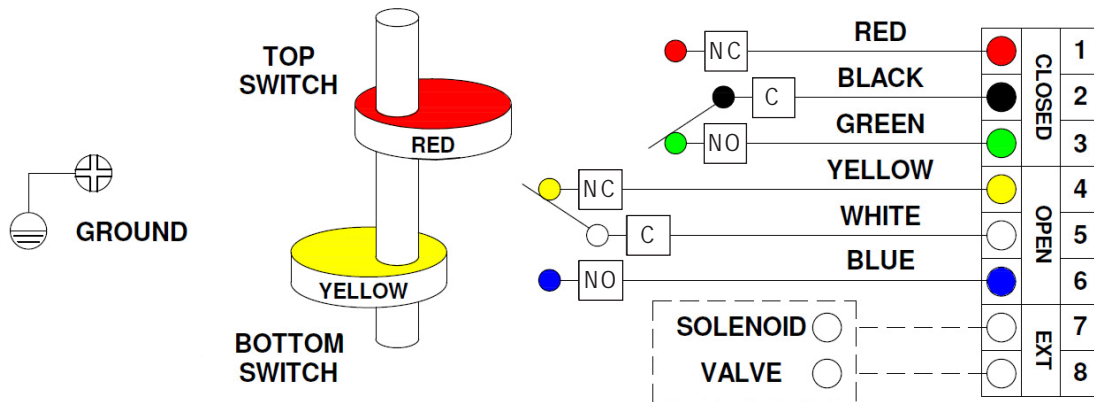 TOP
SWITCH
RED
GROUND
YELLOW
BOTTOM
SWITCH
NC RED 1
C BLACK 2
NO GREEN 3
CLOSED
NC YELLOW 4
C WHITE 5
NO BLUE 6
OPEN
SOLENOID 7
VALVE 8
EXT